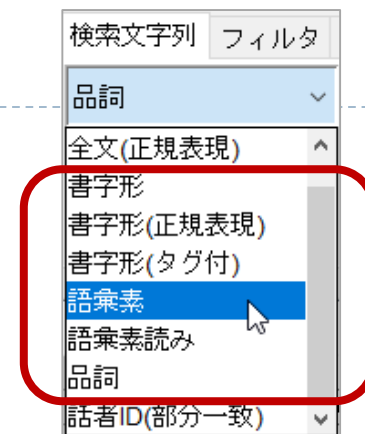 検索文字列 フィルタ
品詞
全文(正規表現)
書字形
書字形(正規表現)
書字形(タグ付)
語彙素
語彙素読み
品詞
話者ID(部分一致)